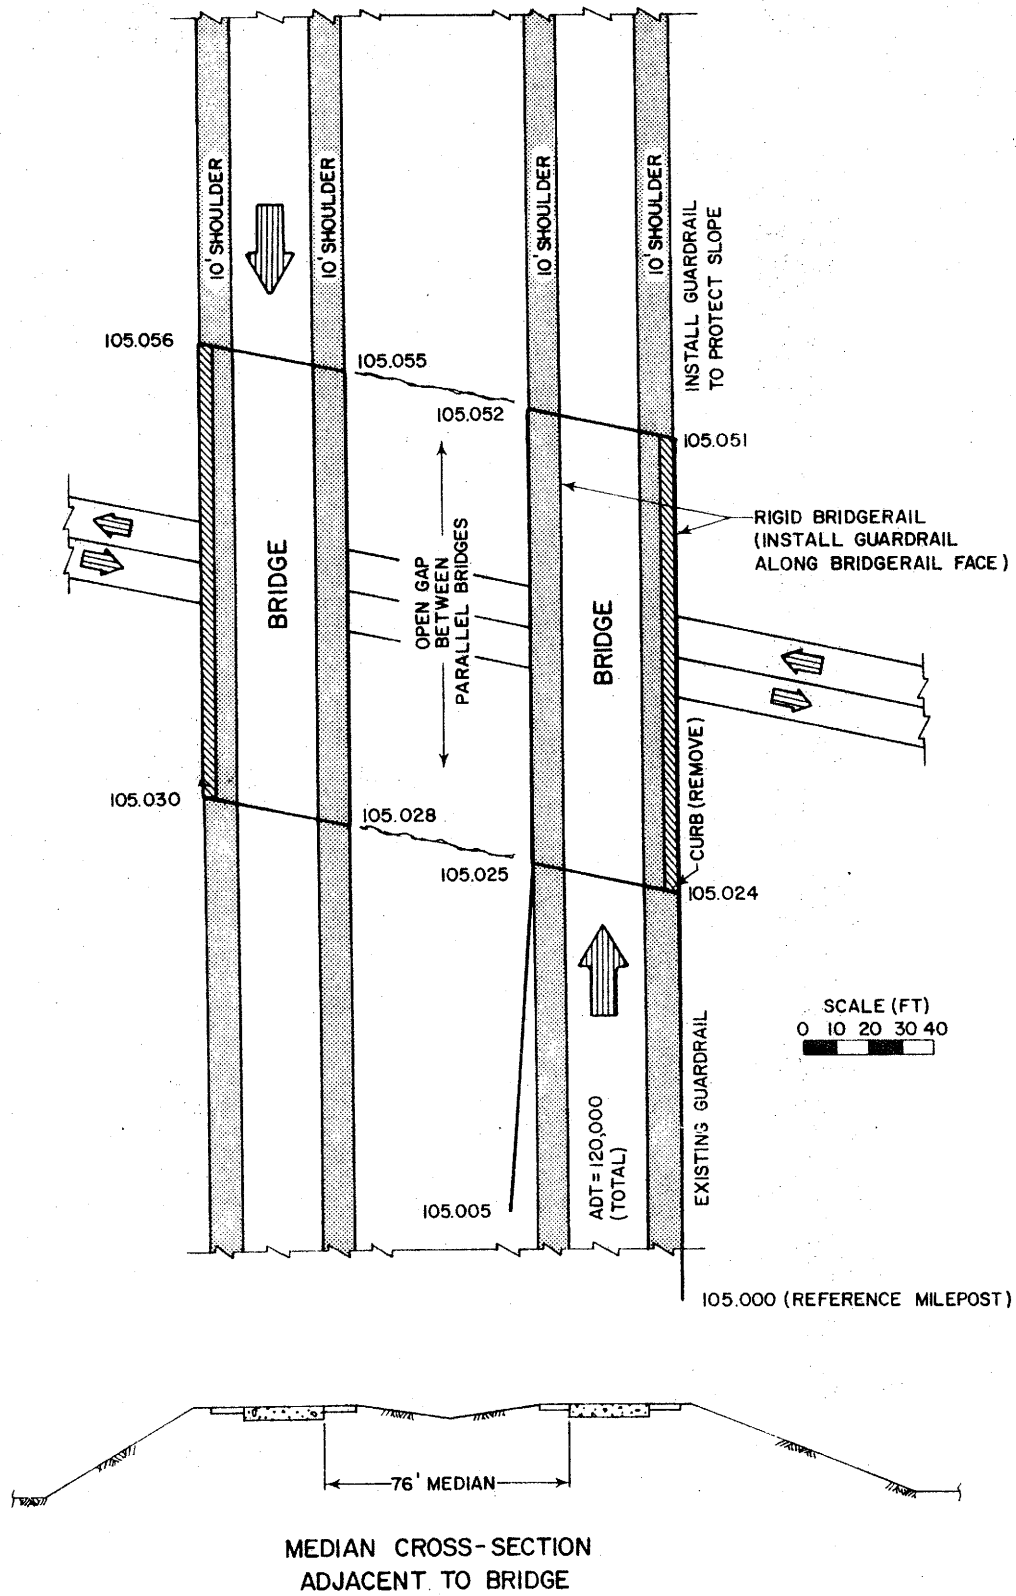 10' SHOULDER
10' SHOULDER
10' SHOULDER
10' SHOULDER
INSTALL GUARDRAIL
TO PROTECT SLOPE
105.056
105.055
105.052
105.051
RIGID BRIDGERAIL
(INSTALL GUARDRAIL
ALONG BRIDGERAIL FACE)
BRIDGE
OPEN GAP
BETWEEN
PARALLEL BRIDGES
BRIDGE
CURB (REMOVE)
105.030
105.028
105.025
105.024
SCALE (FT)
0 10 20 30 40
EXISTING GUARDRAIL
ADT = 120,000
(TOTAL)
105.005
105.000 (REFERENCE MILEPOST)
76' MEDIAN
MEDIAN CROSS-SECTION
ADJACENT TO BRIDGE